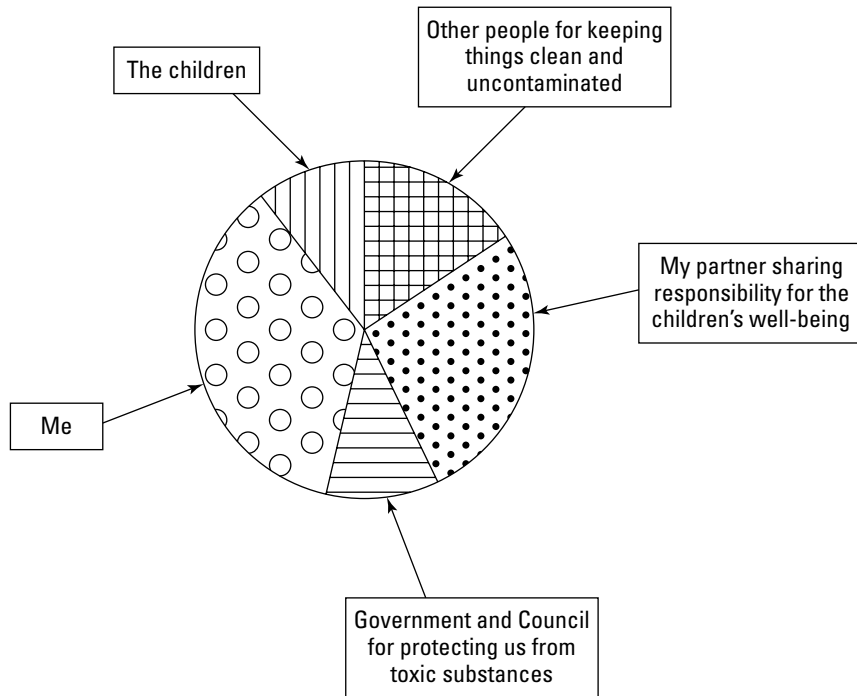 Other people for keeping
things clean and
uncontaminated
The children
My partner sharing
responsibility for the
children's well-being
Me
Government and Council
for protecting us from
toxic substances